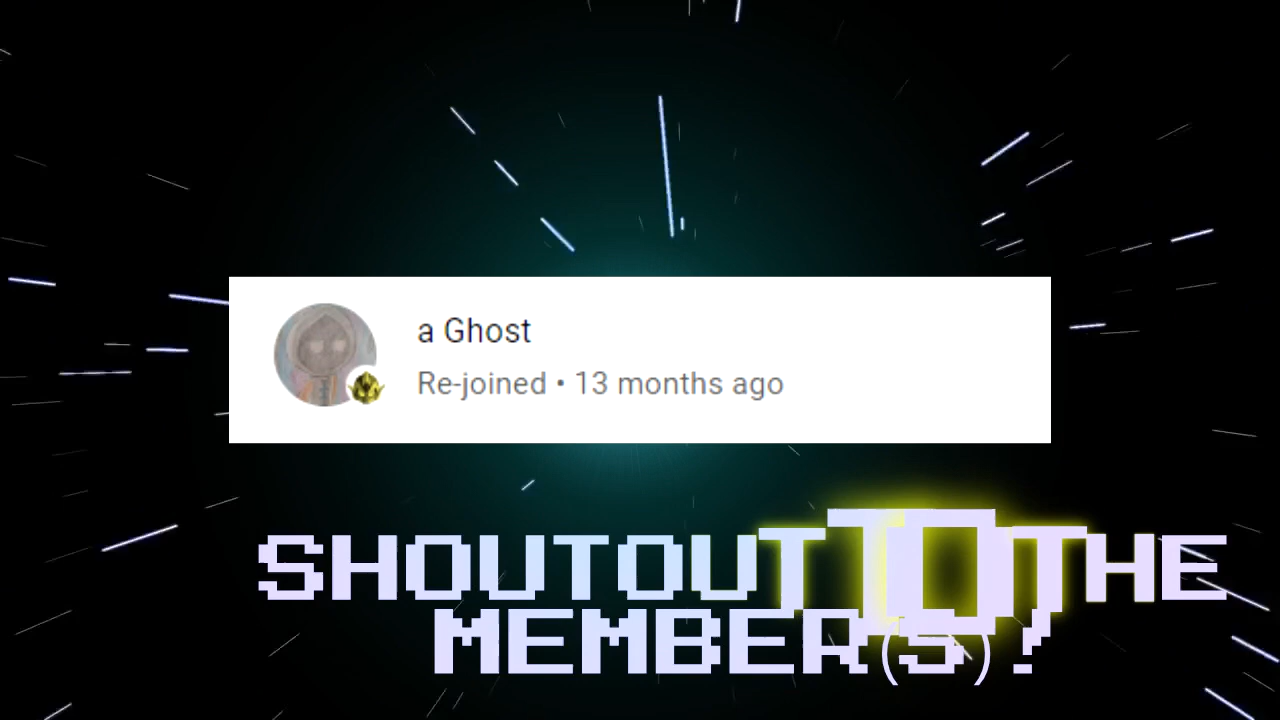 a Ghost
Re-joined • 13 months ago
SHOUTOUT TO THE
MEMBER(S)!